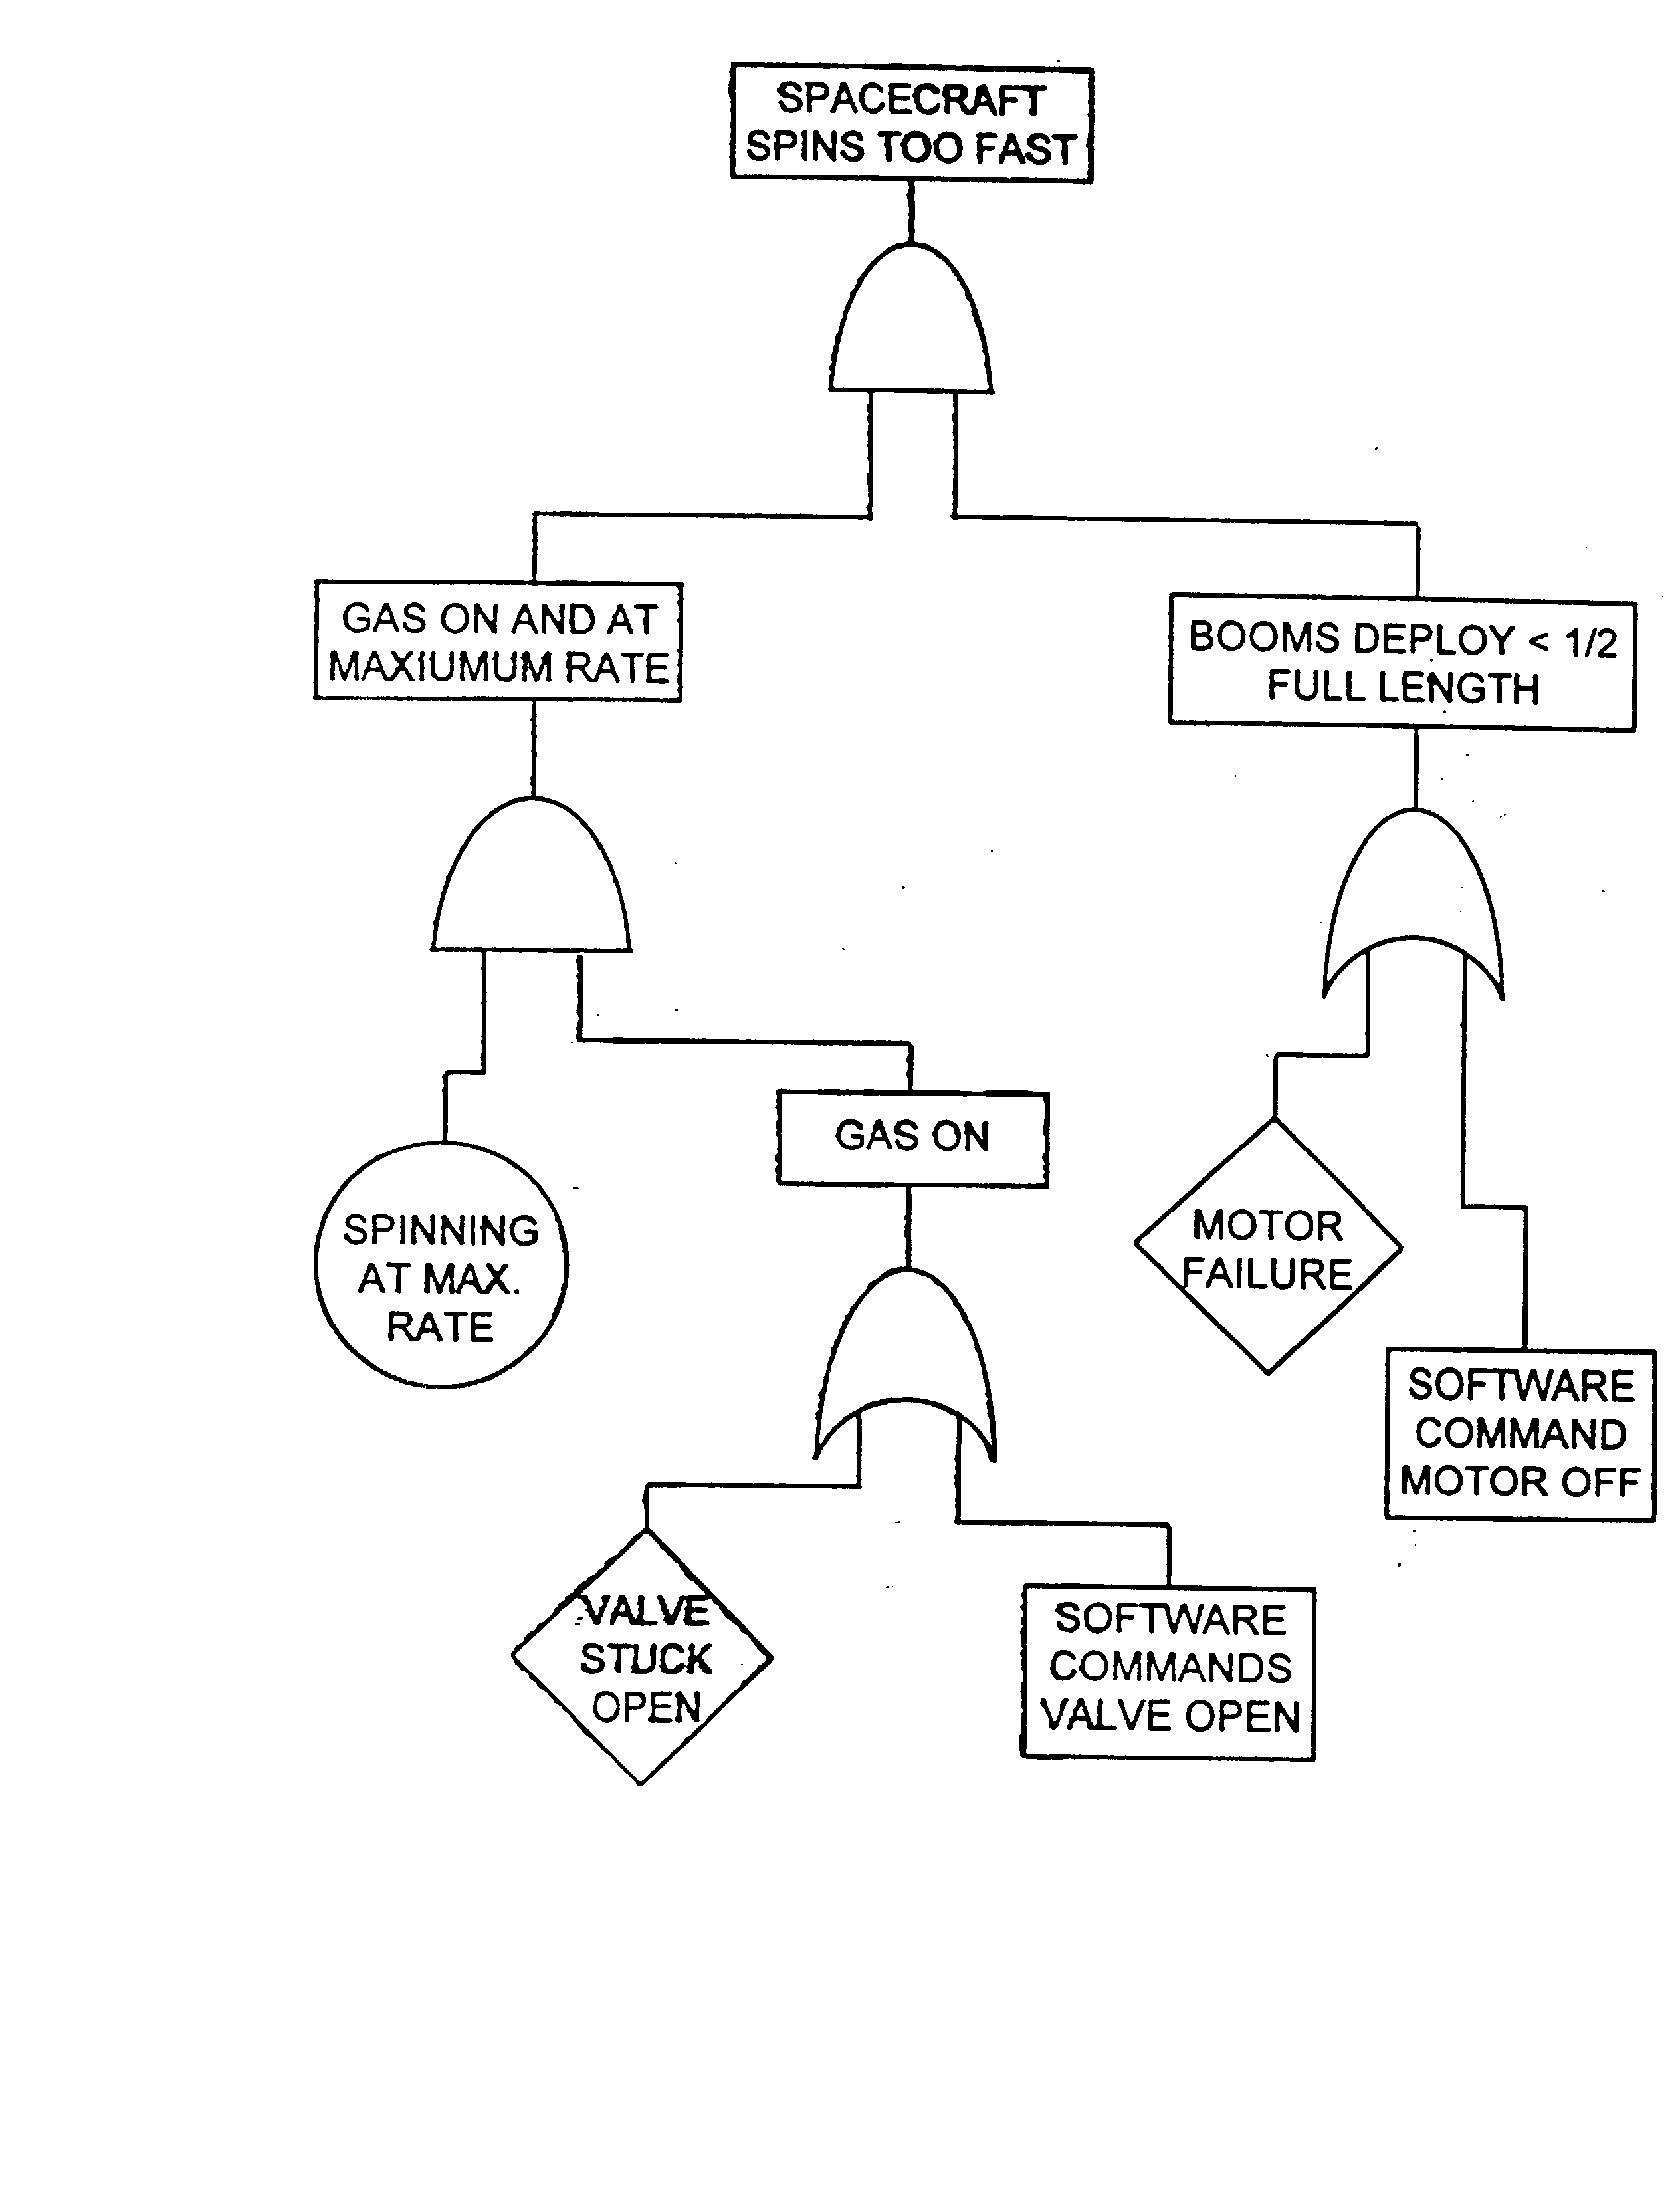 SPACECRAFT
SPINS TOO FAST
GAS ON AND AT
MAXIUMUM RATE
BOOMS DEPLOY < 1/2
FULL LENGTH
GAS ON
SPINNING
AT MAX.
RATE
MOTOR
FAILURE
SOFTWARE
COMMAND
MOTOR OFF
VALVE
STUCK
OPEN
SOFTWARE
COMMANDS
VALVE OPEN